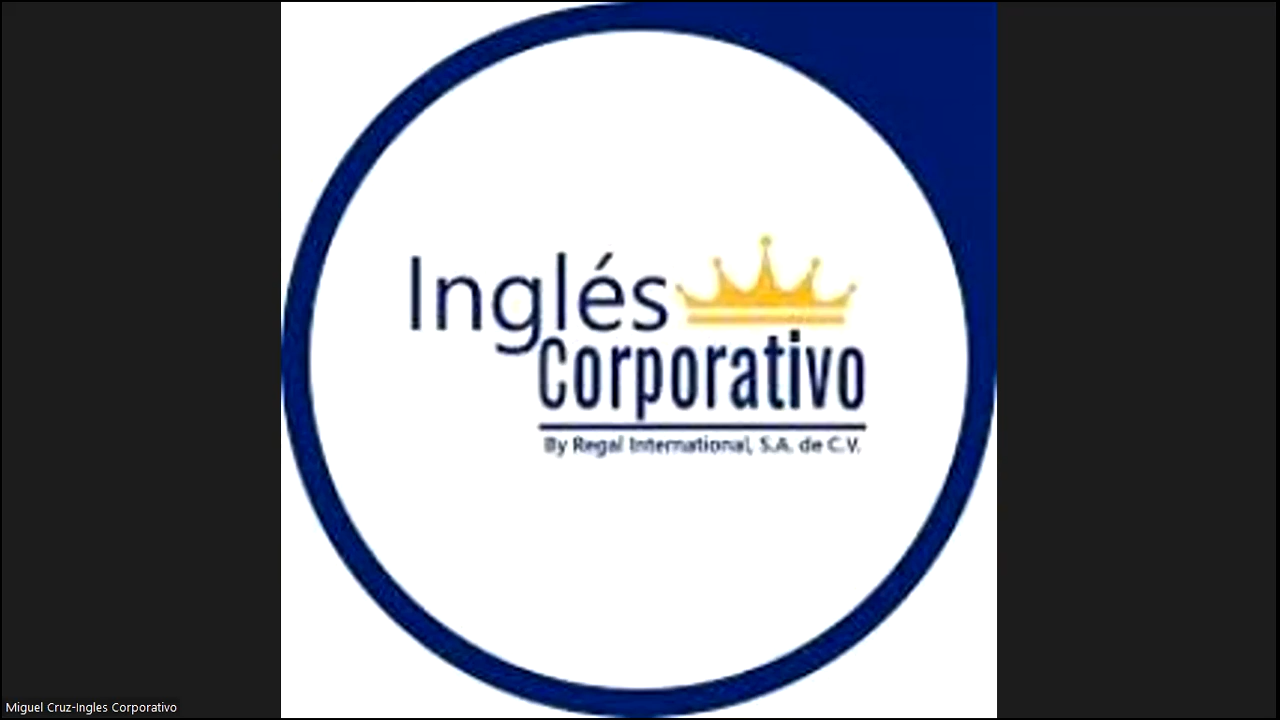 Inglés
Corporativo
By Regal International, S.A. de C.V.
Miguel Cruz-Ingles Corporativo